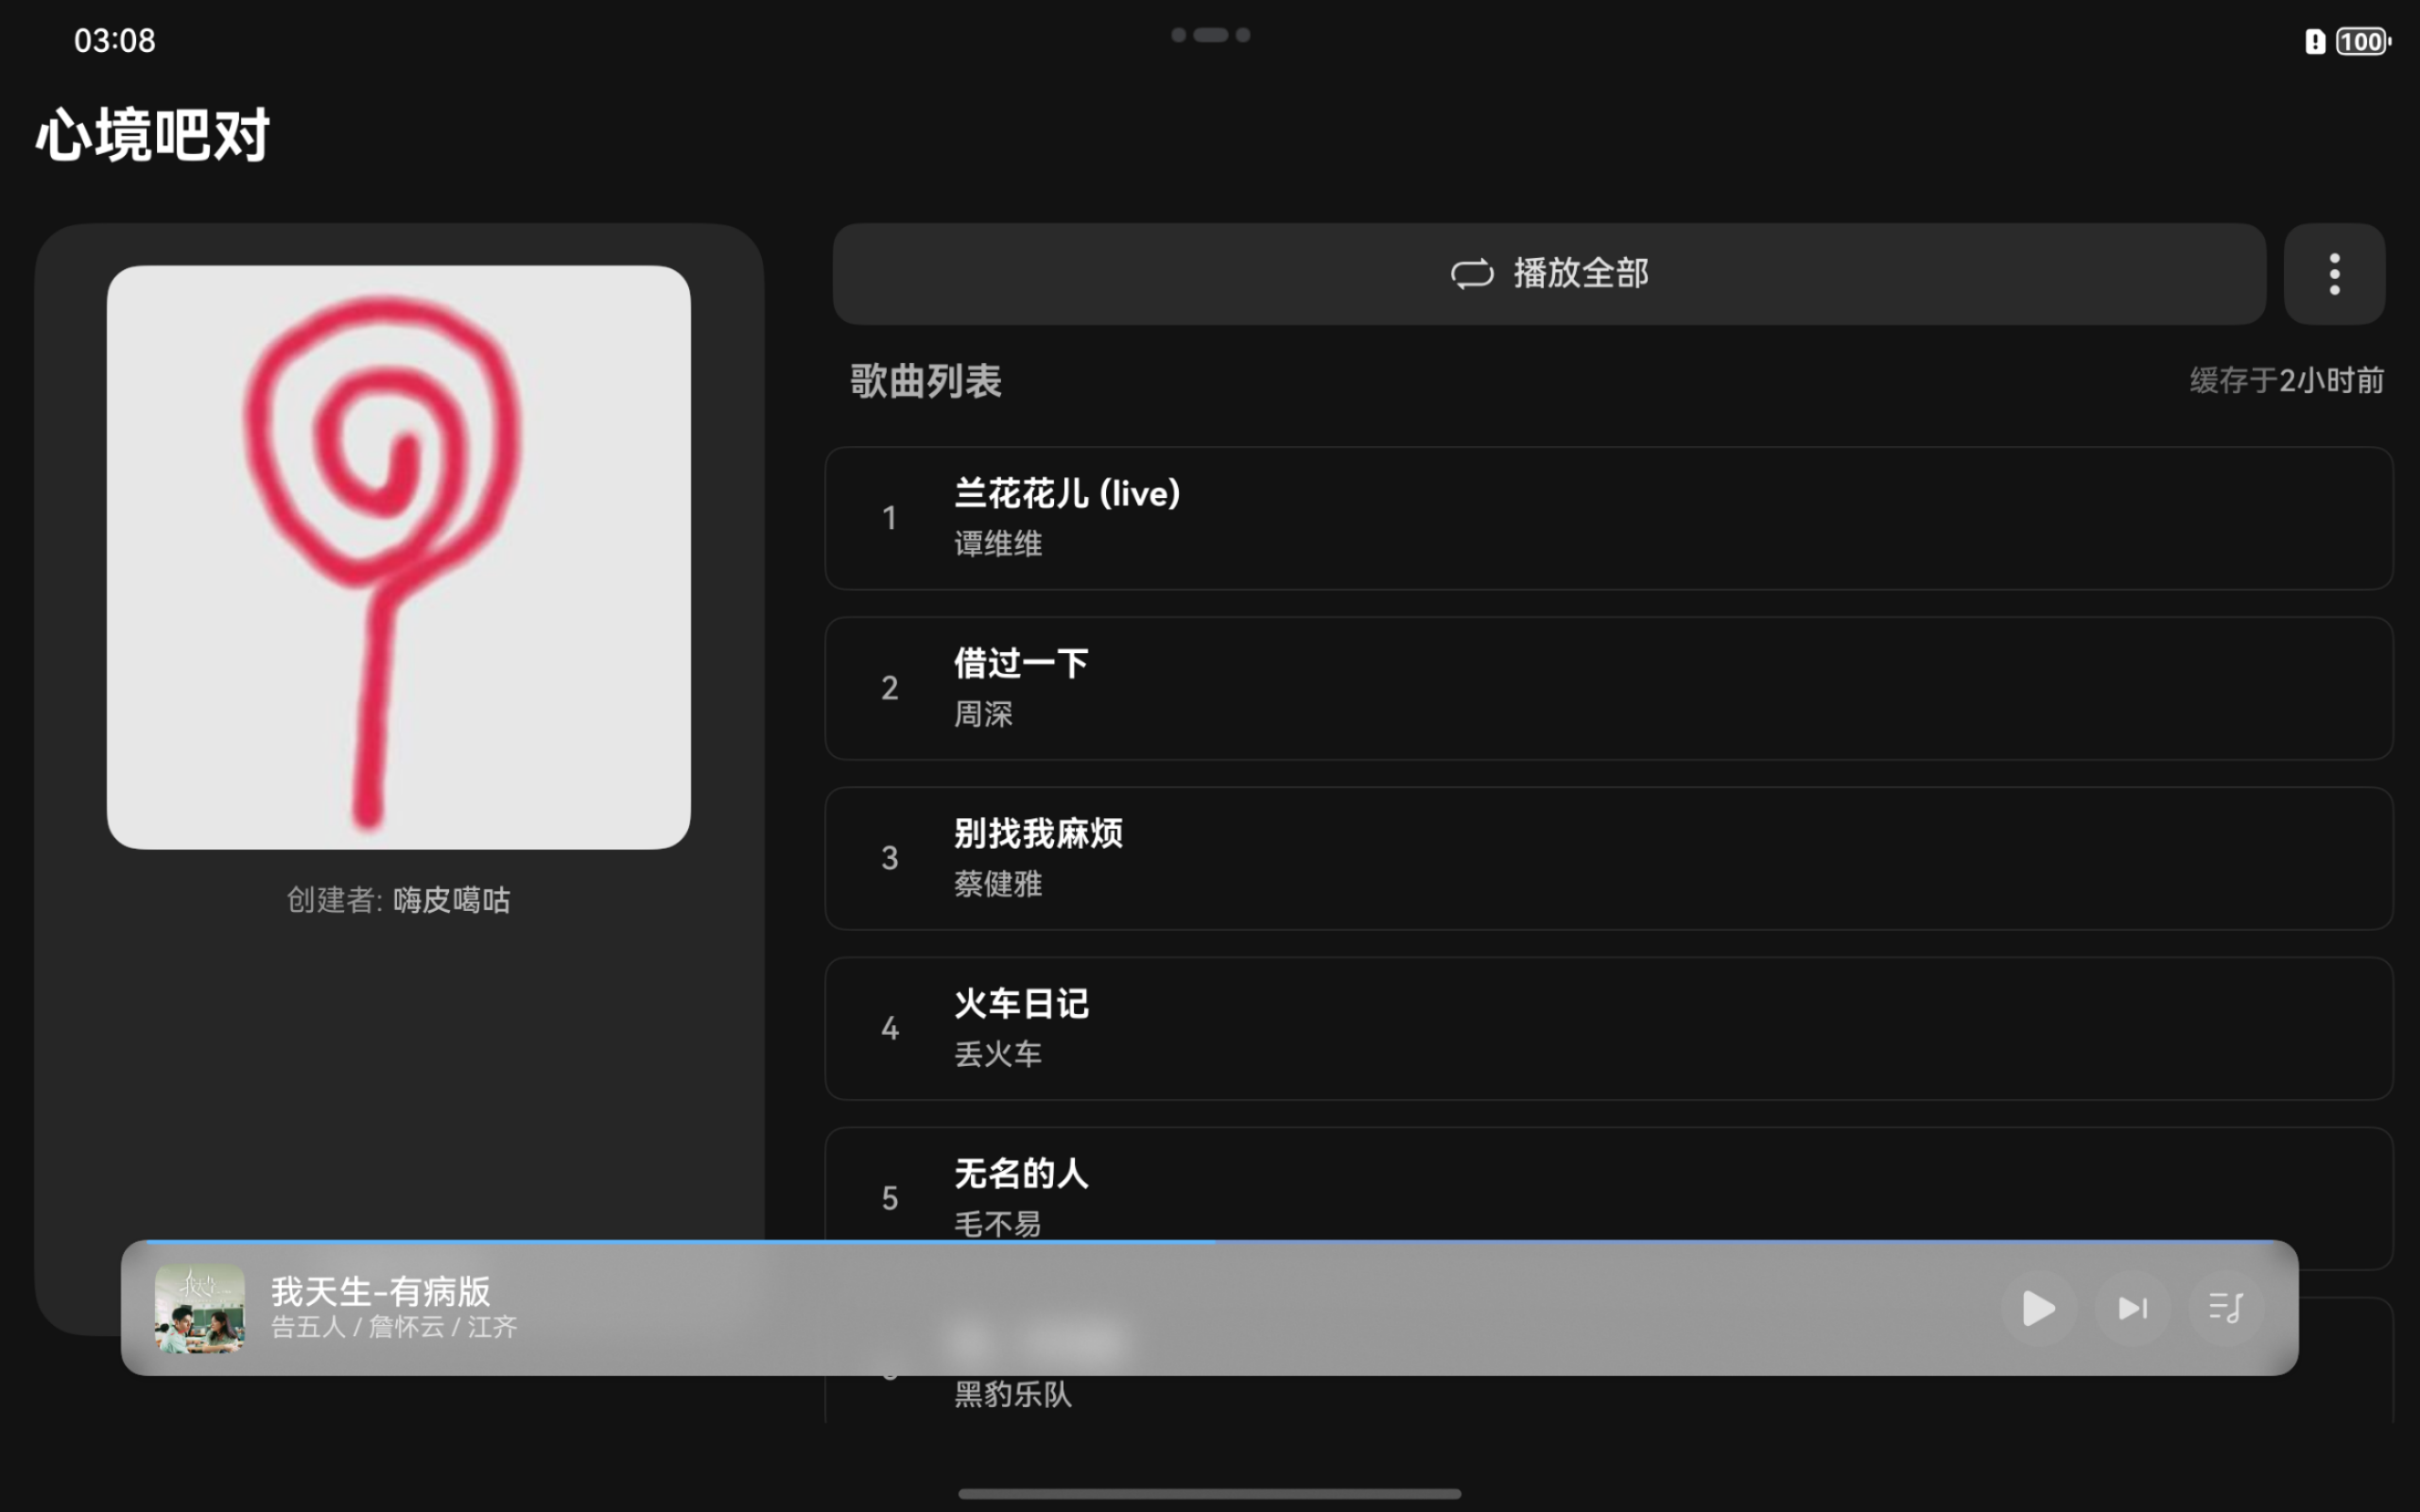 03:08
100
心境吧对
播放全部
歌曲列表
缓存于2小时前
1
兰花花儿 (live)
谭维维
2
借过一下
周深
3
别找我麻烦
蔡健雅
创建者: 嗨皮噶咕
4
火车日记
丢火车
5
无名的人
毛不易
我天生-有病版
告五人 / 詹怀云 / 江齐
黑豹乐队